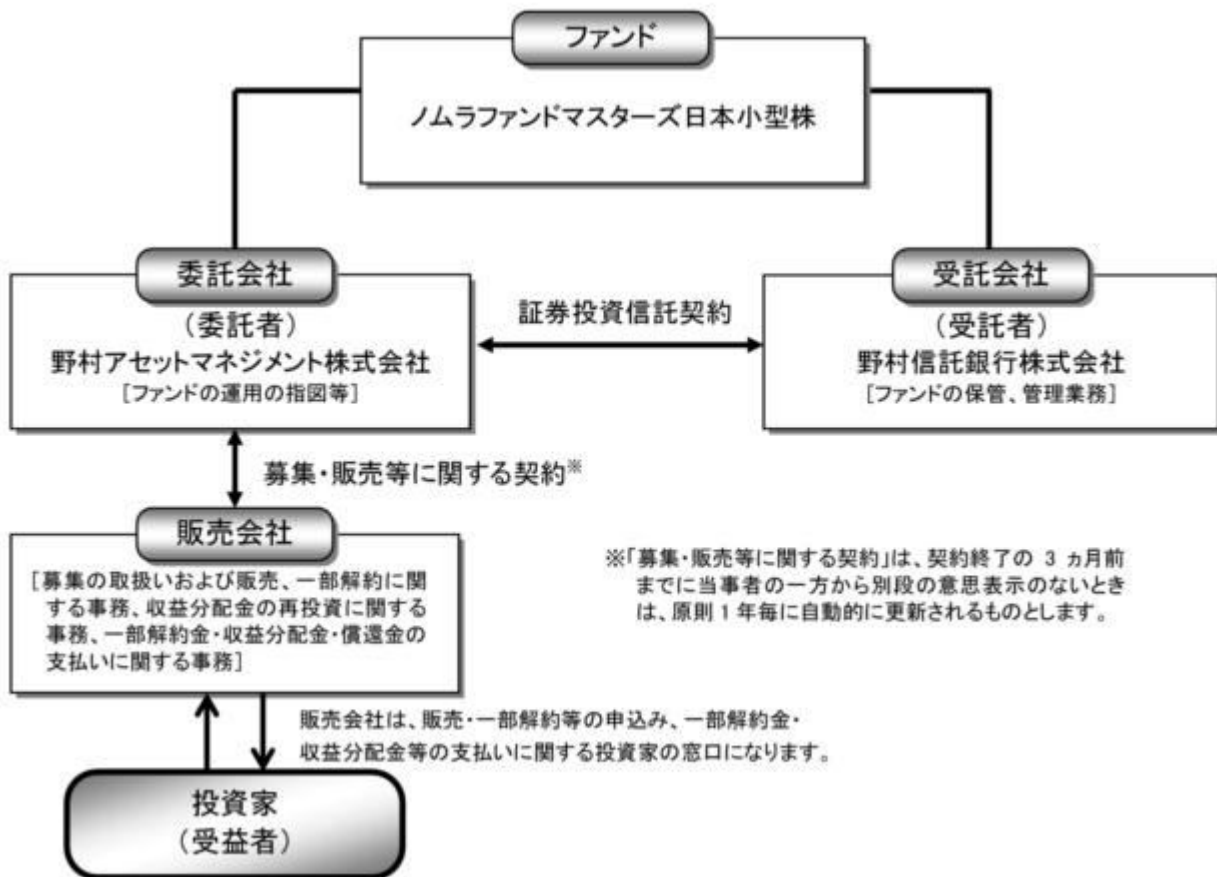 ファンド
ノムラファンドマスターズ日本小型株
委託会社
(委託者)
野村アセットマネジメント株式会社
[ファンドの運用の指図等]
証券投資信託契約
受託会社
(受託者)
野村信託銀行株式会社
[ファンドの保管、管理業務]
募集・販売等に関する契約※
販売会社
[募集の取扱いおよび販売、一部解約に関
する事務、収益分配金の再投資に関する
事務、一部解約金・収益分配金・償還金の
支払いに関する事務]
※「募集・販売等に関する契約」は、契約終了の 3 ヵ月前
までに当事者の一方から別段の意思表示のないとき
は、原則 1 年毎に自動的に更新されるものとします。
販売会社は、販売・一部解約等の申込み、一部解約金・
収益分配金等の支払いに関する投資家の窓口になります。
投資家
(受益者)